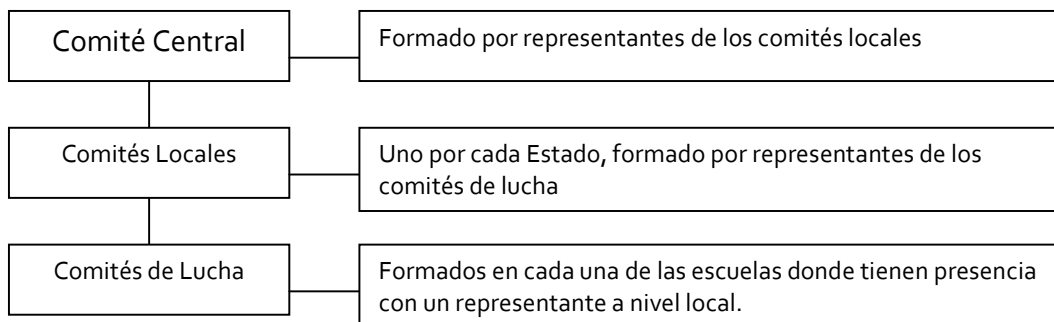 Comité Central
Formado por representantes de los comités locales
Comités Locales
Uno por cada Estado, formado por representantes de los
comités de lucha
Comités de Lucha
Formados en cada una de las escuelas donde tienen presencia
con un representante a nivel local.